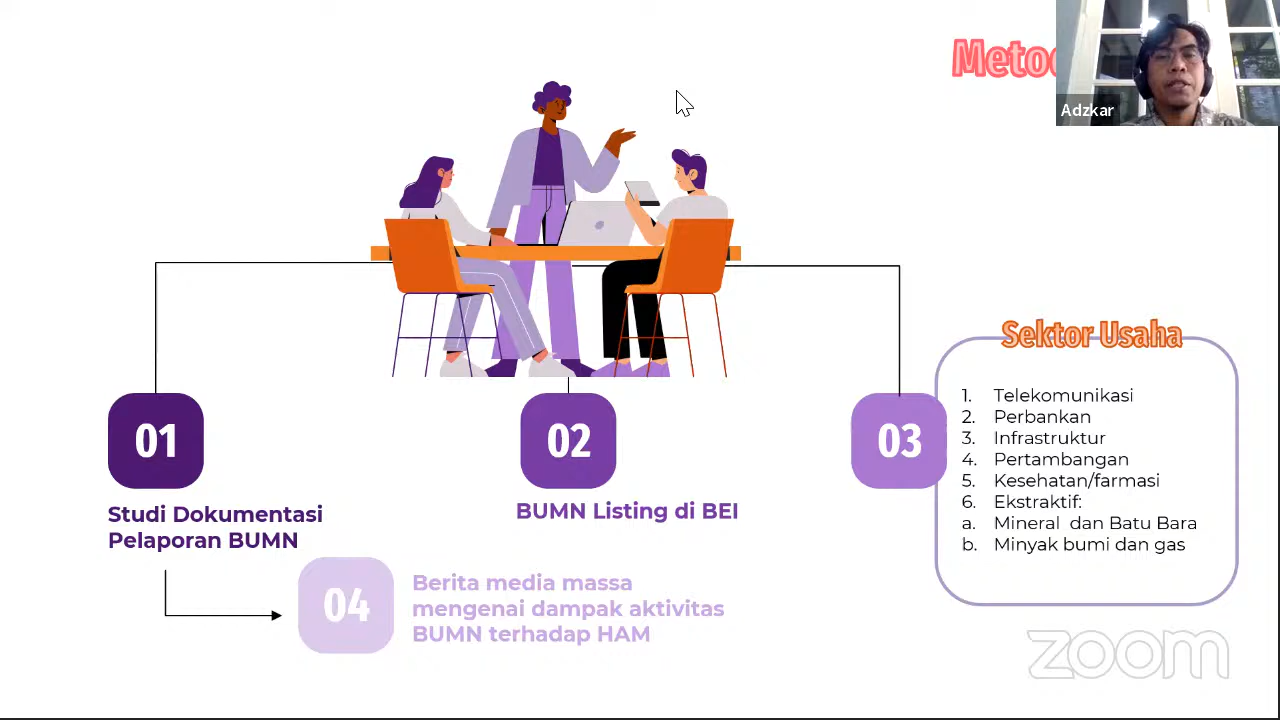 Adzkar
Sektor Usaha
01
02
03
1. Telekomunikasi
2. Perbankan
3. Infrastruktur
4. Pertambangan
5. Kesehatan/farmasi
6. Ekstraktif:
a. Mineral dan Batu Bara
b. Minyak bumi dan gas
Studi Dokumentasi
Pelaporan BUMN
BUMN Listing di BEI
04
Berita media massa
mengenai dampak aktivitas
BUMN terhadap HAM
zoom